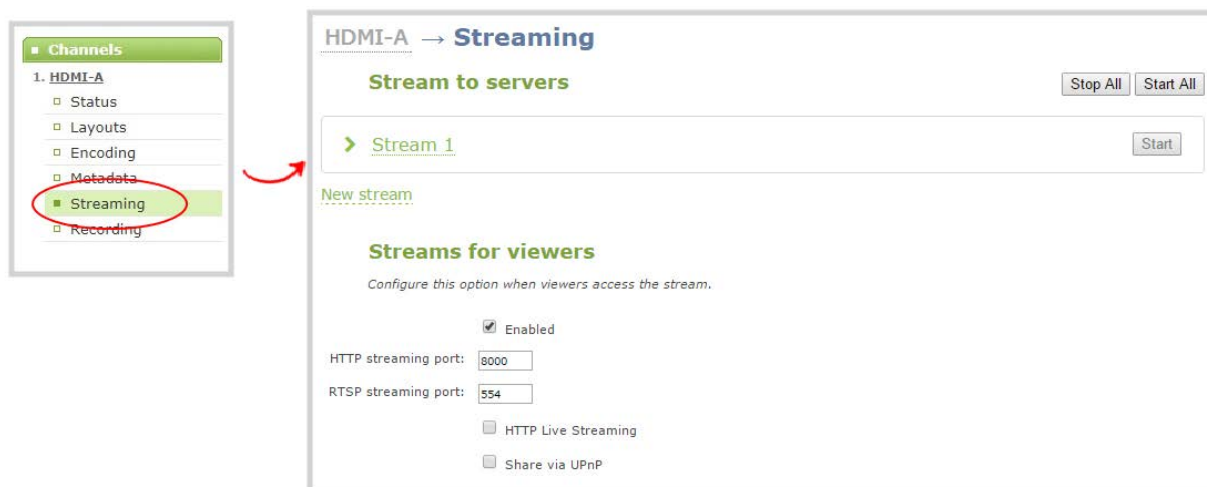 Channels
1. HDMI-A
Status
Layouts
Encoding
Metadata
Streaming
Recording
HDMI-A → Streaming
Stream to servers
Stop All
Start All
Stream 1
Start
New stream
Streams for viewers
Configure this option when viewers access the stream.
Enabled
HTTP streaming port: 8000
RTSP streaming port: 554
HTTP Live Streaming
Share via UPnP